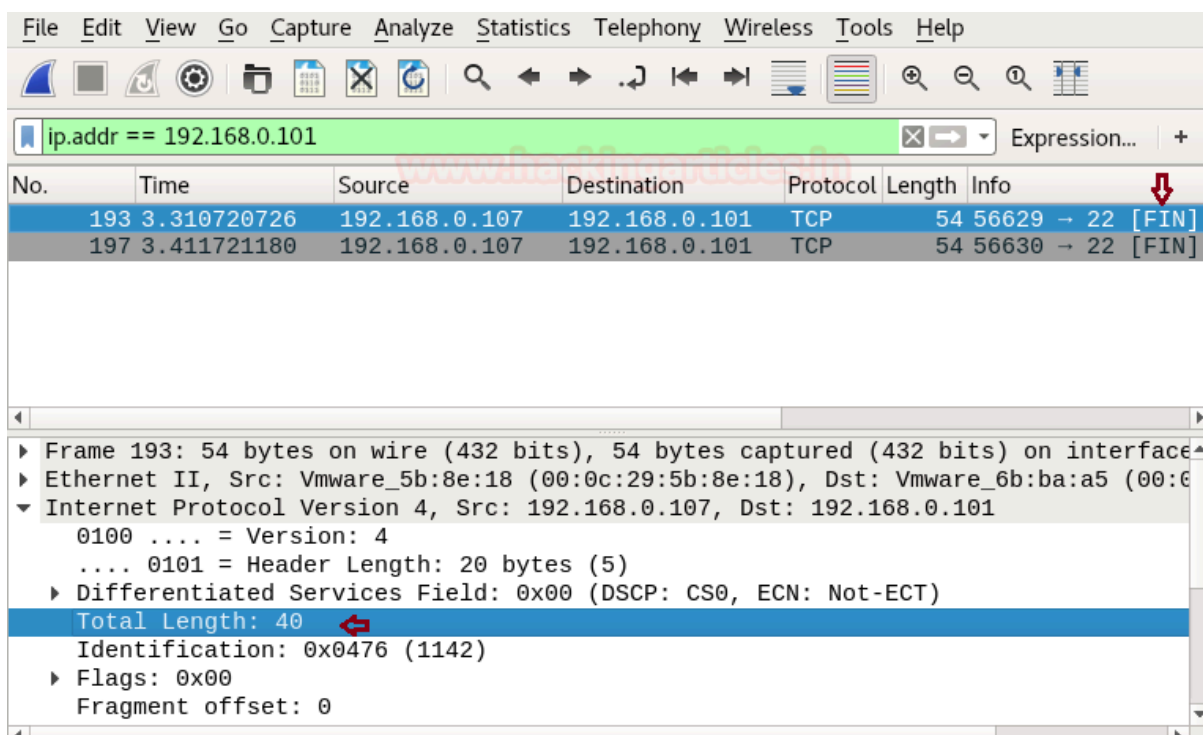 File Edit View Go Capture Analyze Statistics Telephony Wireless Tools Help
ip.addr == 192.168.0.101 Expression... +
www.hackingarticles.in
No. Time Source Destination Protocol Length Info
193 3.310720726 192.168.0.107 192.168.0.101 TCP 54 56629 → 22 [FIN]
197 3.411721180 192.168.0.107 192.168.0.101 TCP 54 56630 → 22 [FIN]
Frame 193: 54 bytes on wire (432 bits), 54 bytes captured (432 bits) on interface
Ethernet II, Src: Vmware_5b:8e:18 (00:0c:29:5b:8e:18), Dst: Vmware_6b:ba:a5 (00:0
Internet Protocol Version 4, Src: 192.168.0.107, Dst: 192.168.0.101
0100 .... = Version: 4
.... 0101 = Header Length: 20 bytes (5)
Differentiated Services Field: 0x00 (DSCP: CS0, ECN: Not-ECT)
Total Length: 40
Identification: 0x0476 (1142)
Flags: 0x00
Fragment offset: 0